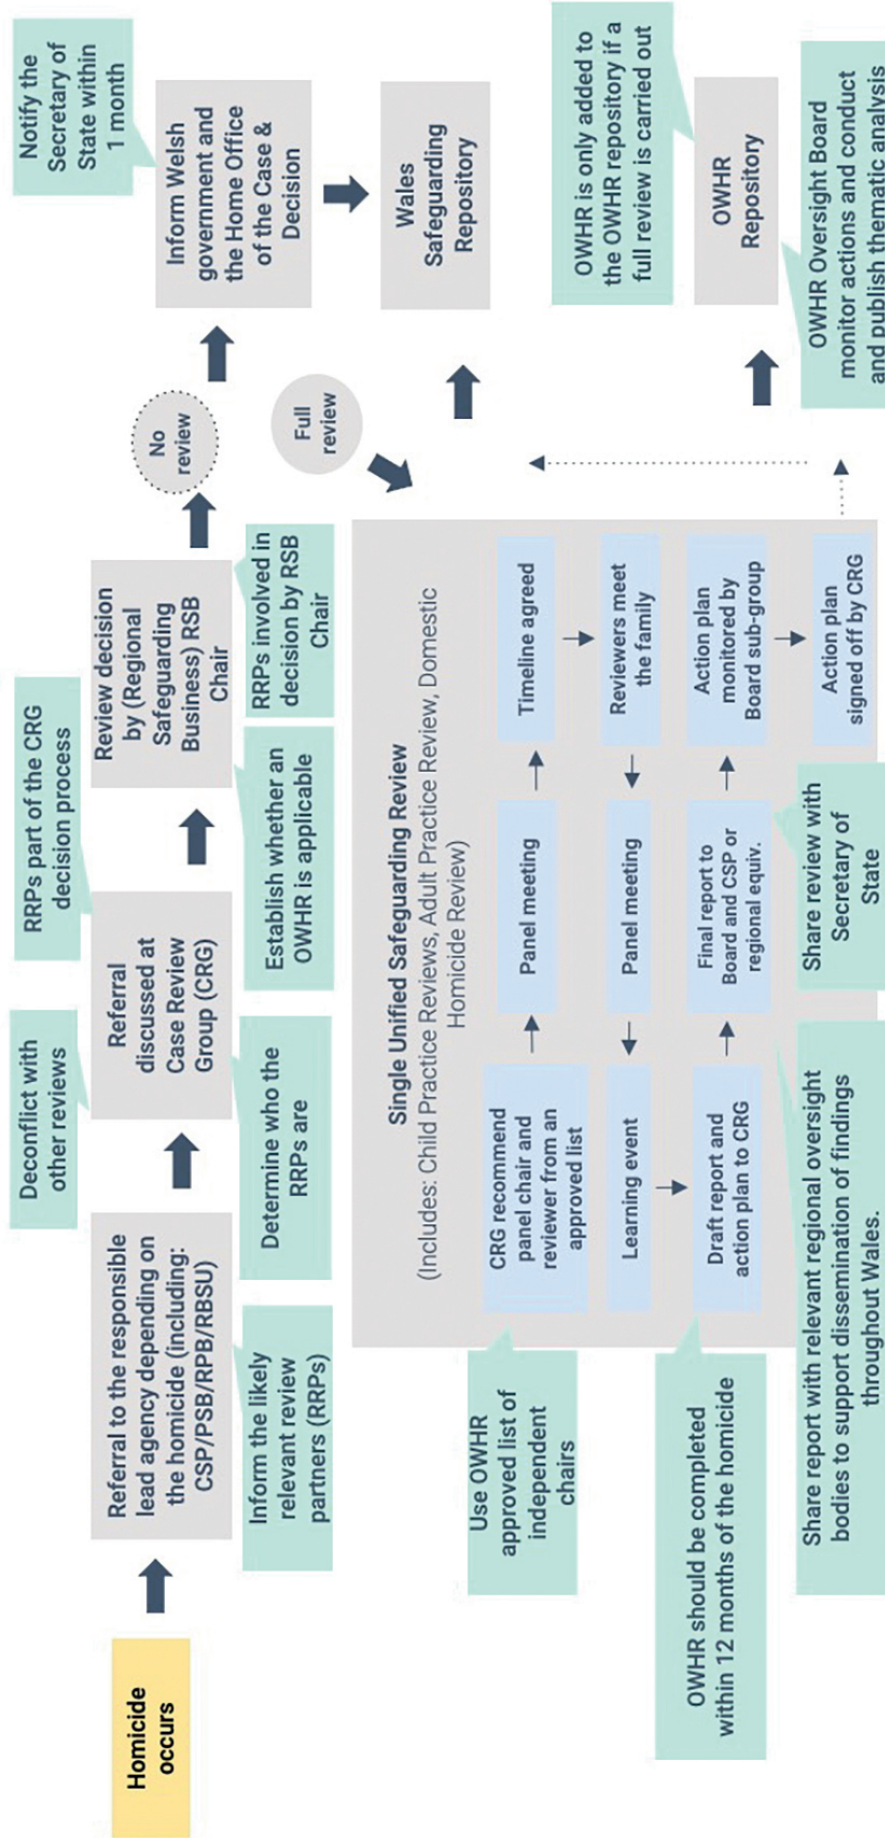 Homicide
occurs
Referral to the responsible
lead agency depending on
the homicide (including:
CSP/PSB/RPB/RBSU)
Inform the likely
relevant review
partners (RRPs)
Deconflict with
other reviews
Referral
discussed at
Case Review
Group (CRG)
Determine who the
RRPs are
RRPs part of the CRG
decision process
Review decision
by (Regional
Safeguarding
Business) RSB
Chair
Establish whether an
OWHR is applicable
RRPs involved in
decision by RSB
Chair
No
review
Full
review
Notify the
Secretary of
State within
1 month
Inform Welsh
government and
the Home Office
of the Case &
Decision
Wales
Safeguarding
Repository
Single Unified Safeguarding Review
(Includes: Child Practice Reviews, Adult Practice Review, Domestic
Homicide Review)
CRG recommend
panel chair and
reviewer from an
approved list
Panel meeting
Timeline agreed
Reviewers meet
the family
Panel meeting
Learning event
Draft report and
action plan to CRG
Final report to
Board and CSP or
regional equiv.
Action plan
monitored by
Board sub-group
Action plan
signed off by CRG
Use OWHR
approved list of
independent
chairs
OWHR should be completed
within 12 months of the homicide
Share report with relevant regional oversight
bodies to support dissemination of findings
throughout Wales.
Share review with
Secretary of
State
OWHR is only added to
the OWHR repository if a
full review is carried out
OWHR
Repository
OWHR Oversight Board
monitor actions and conduct
and publish thematic analysis